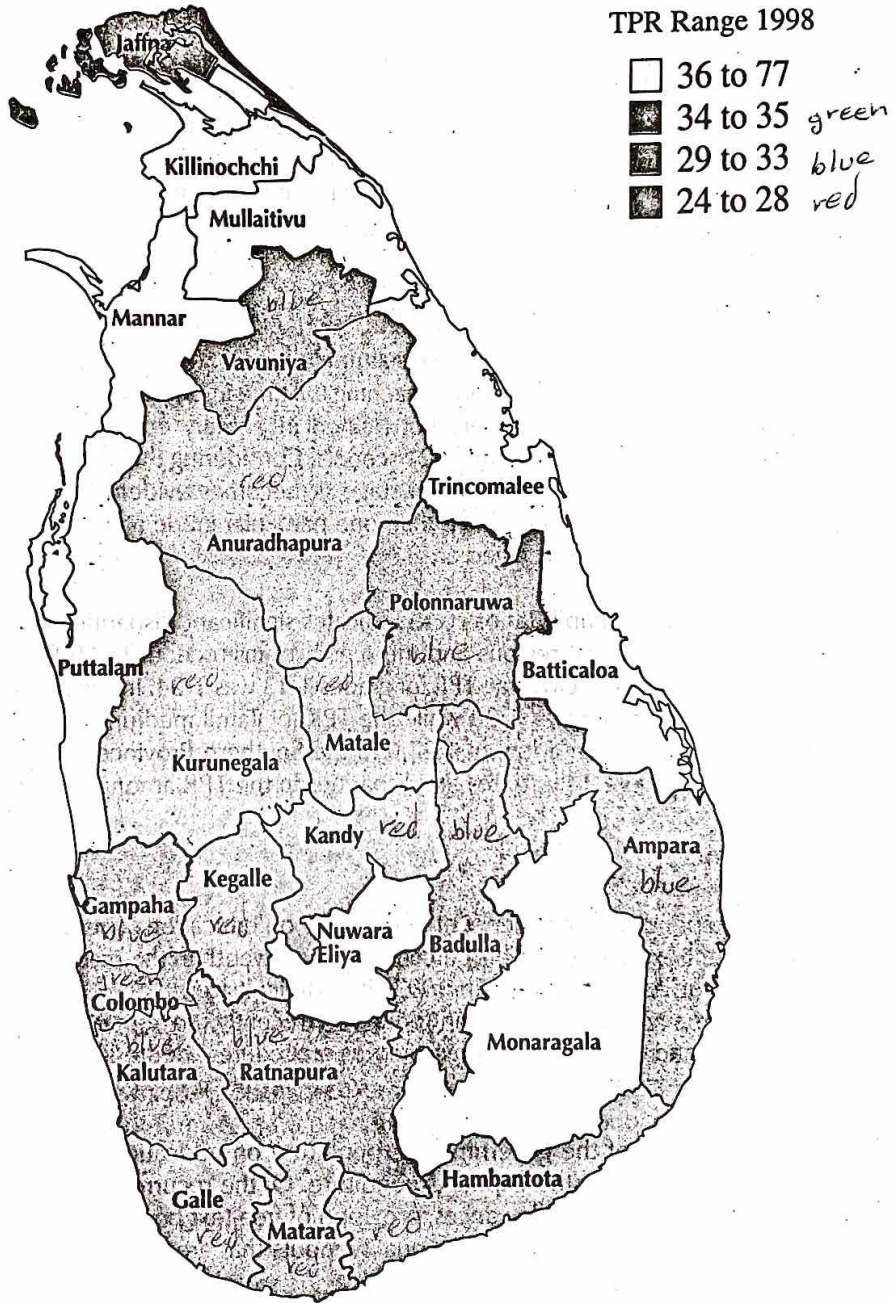 TPR Range 1998
36 to 77
34 to 35 green
29 to 33 blue
24 to 28 red
Jaffna
Killinochchi
Mullaitivu
Mannar
blue
Vavuniya
red
Anuradhapura
Trincomalee
Polonnaruwa
blue
Batticaloa
Puttalam
red
Kurunegala
red
Matale
Kandy red
blue
Ampara
blue
Gampaha
blue
Kegalle
red
Nuwara
Eliya
Badulla
green
Colombo
blue
Kalutara
blue
Ratnapura
Monaragala
Hambantota
red
Galle
red
Matara
red